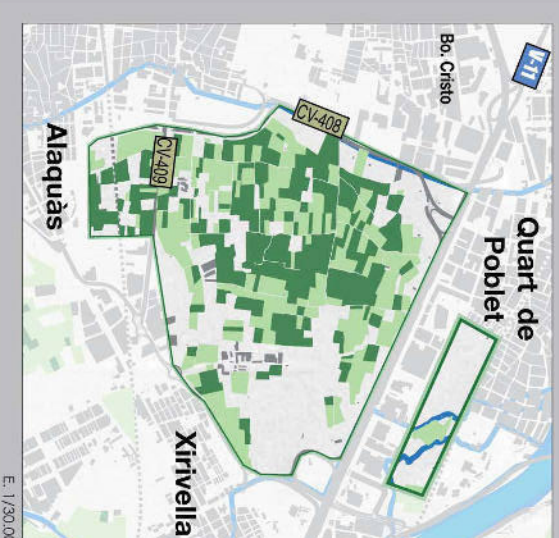 V-11
Bo. Cristo
CV-408
CV-409
Alaquàs
Quart de
Poblet
Xirivella